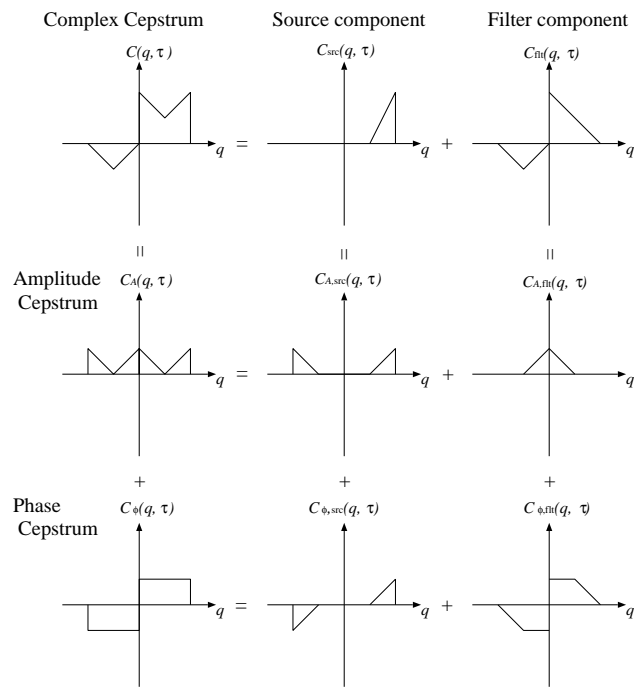 Complex Cepstrum Source component Filter component
C(q, τ) Csrc(q, τ) Cflt(q, τ)
q = q + q
= = =
Amplitude Cepstrum
CA(q, τ) CA,src(q, τ) CA,flt(q, τ)
q = q + q
+ + +
Phase Cepstrum
Cϕ(q, τ) Cϕ,src(q, τ) Cϕ,flt(q, τ)
q = q + q